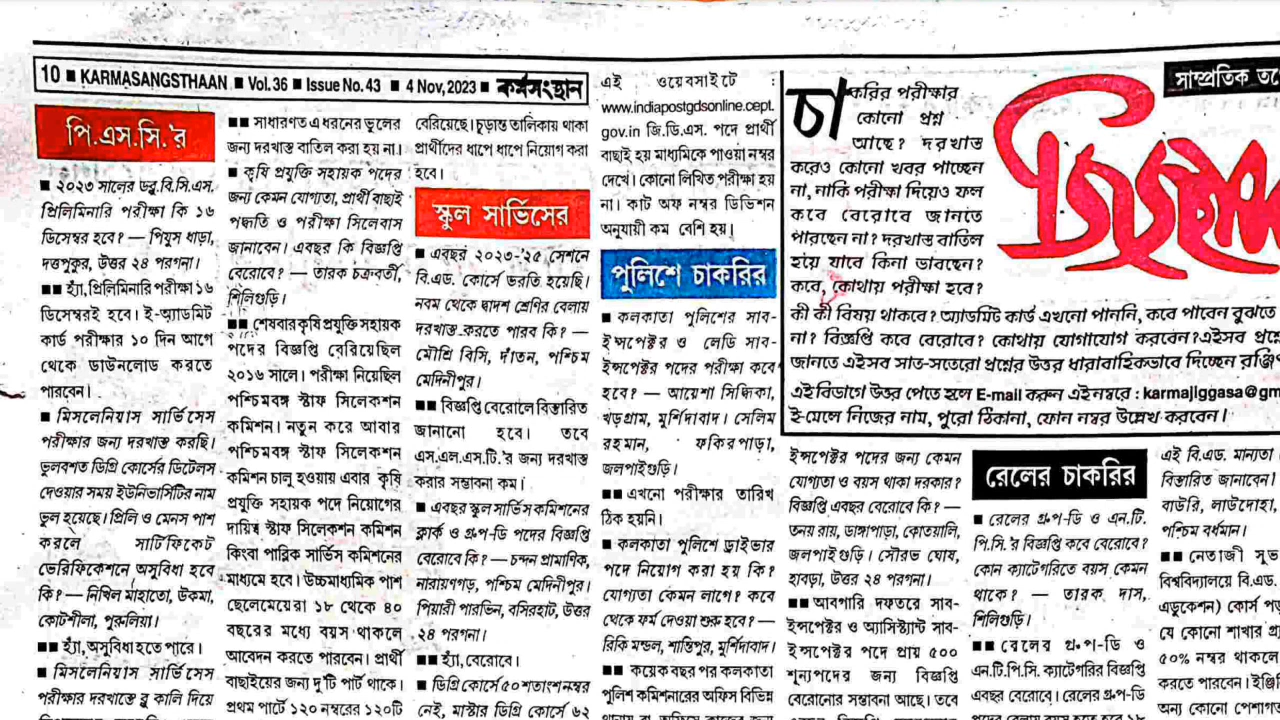 10 ■ KARMASANGSTHAAN ■ Vol. 36 ■ Issue No. 43 ■ 4 Nov, 2023 ■ কর্মসংস্থান
পি.এস.সি.'র
■ ২০২৩ সালের ডব্লু.বি.সি.এস.
প্রিলিমিনারি পরীক্ষা কি ১৬
ডিসেম্বর হবে? — পিযুস ধাড়া,
দত্তপুকুর, উত্তর ২৪ পরগনা।
■■ হ্যাঁ, প্রিলিমিনারি পরীক্ষা ১৬
ডিসেম্বরই হবে। ই-অ্যাডমিট
কার্ড পরীক্ষার ১০ দিন আগে
থেকে ডাউনলোড করতে
পারবেন।
■ মিসলেনিয়াস সার্ভিসেস
পরীক্ষার জন্য দরখাস্ত করছি।
ভুলবশত ডিগ্রি কোর্সের ডিটেলস
দেওয়ার সময় ইউনিভার্সিটির নাম
ভুল হয়েছে। প্রিলি ও মেনস পাশ
করলে সার্টিফিকেট
ভেরিফিকেশনে অসুবিধা হবে
কি? — নিখিল মাহাতো, উকমা,
কোটশীলা, পুরুলিয়া।
■■ হ্যাঁ, অসুবিধা হতে পারে।
■ মিসলেনিয়াস সার্ভিসেস
পরীক্ষার দরখাস্তে ব্লু কালি দিয়ে
■■ সাধারণত এ ধরনের ভুলের
জন্য দরখাস্ত বাতিল করা হয় না।
■ কৃষি প্রযুক্তি সহায়ক পদের
জন্য কেমন যোগ্যতা, প্রার্থী বাছাই
পদ্ধতি ও পরীক্ষা সিলেবাস
জানাবেন। এবছর কি বিজ্ঞপ্তি
বেরোবে? — তারক চক্রবর্তী,
শিলিগুড়ি।
■■ শেষবার কৃষি প্রযুক্তি সহায়ক
পদের বিজ্ঞপ্তি বেরিয়েছিল
২০১৬ সালে। পরীক্ষা নিয়েছিল
পশ্চিমবঙ্গ স্টাফ সিলেকশন
কমিশন। নতুন করে আবার
পশ্চিমবঙ্গ স্টাফ সিলেকশন
কমিশন চালু হওয়ায় এবার কৃষি
প্রযুক্তি সহায়ক পদে নিয়োগের
দায়িত্ব স্টাফ সিলেকশন কমিশন
কিংবা পাব্লিক সার্ভিস কমিশনের
মাধ্যমে হবে। উচ্চমাধ্যমিক পাশ
ছেলেমেয়েরা ১৮ থেকে ৪০
বছরের মধ্যে বয়স থাকলে
আবেদন করতে পারবেন। প্রার্থী
বাছাইয়ের জন্য দু'টি পার্ট থাকে।
প্রথম পার্টে ১২০ নম্বরের ১২০টি
বেরিয়েছে। চূড়ান্ত তালিকায় থাকা
প্রার্থীদের ধাপে ধাপে নিয়োগ করা
হবে।
স্কুল সার্ভিসের
■ এবছর ২০২৩-'২৫ সেশনে
বি.এড. কোর্সে ভরতি হয়েছি।
নবম থেকে দ্বাদশ শ্রেণির বেলায়
দরখাস্ত করতে পারব কি? —
মৌশ্রি বিসি, দাঁতন, পশ্চিম
মেদিনীপুর।
■■ বিজ্ঞপ্তি বেরোলে বিস্তারিত
জানানো হবে। তবে
এস.এল.এস.টি.'র জন্য দরখাস্ত
করার সম্ভাবনা কম।
■ এবছর স্কুল সার্ভিস কমিশনের
ক্লার্ক ও গ্রুপ-ডি পদের বিজ্ঞপ্তি
বেরোবে কি? — চন্দন প্রামাণিক,
নারায়ণগড়, পশ্চিম মেদিনীপুর।
পিয়ারী পারভিন, বসিরহাট, উত্তর
২৪ পরগনা।
■■ হ্যাঁ, বেরোবে।
■ ডিগ্রি কোর্সে ৫০ শতাংশ নম্বর
নেই, মাস্টার ডিগ্রি কোর্সে ৬২
এই ওয়েবসাইটে
www.indiapostgdsonline.cept.
gov.in জি.ডি.এস. পদে প্রার্থী
বাছাই হয় মাধ্যমিকে পাওয়া নম্বর
দেখে। কোনো লিখিত পরীক্ষা হয়
না। কাট অফ নম্বর ডিভিশন
অনুযায়ী কম বেশি হয়।
পুলিশে চাকরির
■ কলকাতা পুলিশের সাব-
ইন্সপেক্টর ও লেডি সাব-
ইন্সপেক্টর পদের পরীক্ষা কবে
হবে? — আয়েশা সিদ্ধিকা,
খড়গ্রাম, মুর্শিদাবাদ। সেলিম
রহমান, ফকিরপাড়া,
জলপাইগুড়ি।
■■ এখনো পরীক্ষার তারিখ
ঠিক হয়নি।
■ কলকাতা পুলিশে ড্রাইভার
পদে নিয়োগ করা হয় কি?
যোগ্যতা কেমন লাগে? কবে
থেকে ফর্ম দেওয়া শুরু হবে? —
রিকি মন্ডল, শান্তিপুর, মুর্শিদাবাদ।
■■ কয়েক বছর পর কলকাতা
পুলিশ কমিশনারের অফিস বিভিন্ন
সাম্প্রতিক তথ্যে
জিজ্ঞাসা
চাকরির পরীক্ষার
কোনো প্রশ্ন
আছে? দরখাস্ত
করেও কোনো খবর পাচ্ছেন
না, নাকি পরীক্ষা দিয়েও ফল
কবে বেরোবে জানতে
পারছেন না? দরখাস্ত বাতিল
হয়ে যাবে কিনা ভাবছেন?
কবে, কোথায় পরীক্ষা হবে?
কী কী বিষয় থাকবে? অ্যাডমিট কার্ড এখনো পাননি, কবে পাবেন বুঝতে
না? বিজ্ঞপ্তি কবে বেরোবে? কোথায় যোগাযোগ করবেন? এইসব
জানতে এইসব সাত-সতেরো প্রশ্নের উত্তর ধারাবাহিকভাবে দিচ্ছেন
এই বিভাগে উত্তর পেতে হলে E-mail করুন এই নম্বরে : karmajiggasa@gm
ই-মেলে নিজের নাম, পুরো ঠিকানা, ফোন নম্বর উল্লেখ করবেন।
ইন্সপেক্টর পদের জন্য কেমন
যোগ্যতা ও বয়স থাকা দরকার?
বিজ্ঞপ্তি এবছর বেরোবে কি? —
তনয় রায়, ডাঙ্গাপাড়া, কোতয়ালি,
জলপাইগুড়ি। সৌরভ ঘোষ,
হাবড়া, উত্তর ২৪ পরগনা।
■■ আবগারি দফতরে সাব-
ইন্সপেক্টর ও অ্যাসিস্ট্যান্ট সাব-
ইন্সপেক্টর পদে প্রায় ৫০০
শূন্যপদের জন্য বিজ্ঞপ্তি
বেরোনোর সম্ভাবনা আছে। তবে
রেলের চাকরির
■ রেলের গ্রুপ-ডি ও এন.টি.
পি.সি.'র বিজ্ঞপ্তি কবে বেরোবে?
কোন ক্যাটেগরিতে বয়স কেমন
থাকে? — তারক দাস,
শিলিগুড়ি।
■■ রেলের গ্রুপ-ডি ও
এন.টি.পি.সি. ক্যাটেগরির বিজ্ঞপ্তি
এবছর বেরোবে। রেলের গ্রুপ-ডি
এই বি.এড. মান্যতা
বিস্তারিত জানাবেন।
বাউরি, লাউদোহা,
পশ্চিম বর্ধমান।
■■ নেতাজী
বিশ্ববিদ্যালয়ে বি.এড.
এডুকেশন) কোর্স
যে কোনো শাখার
৫০% নম্বর থাকলে
করতে পারবেন।
অন্য কোনো